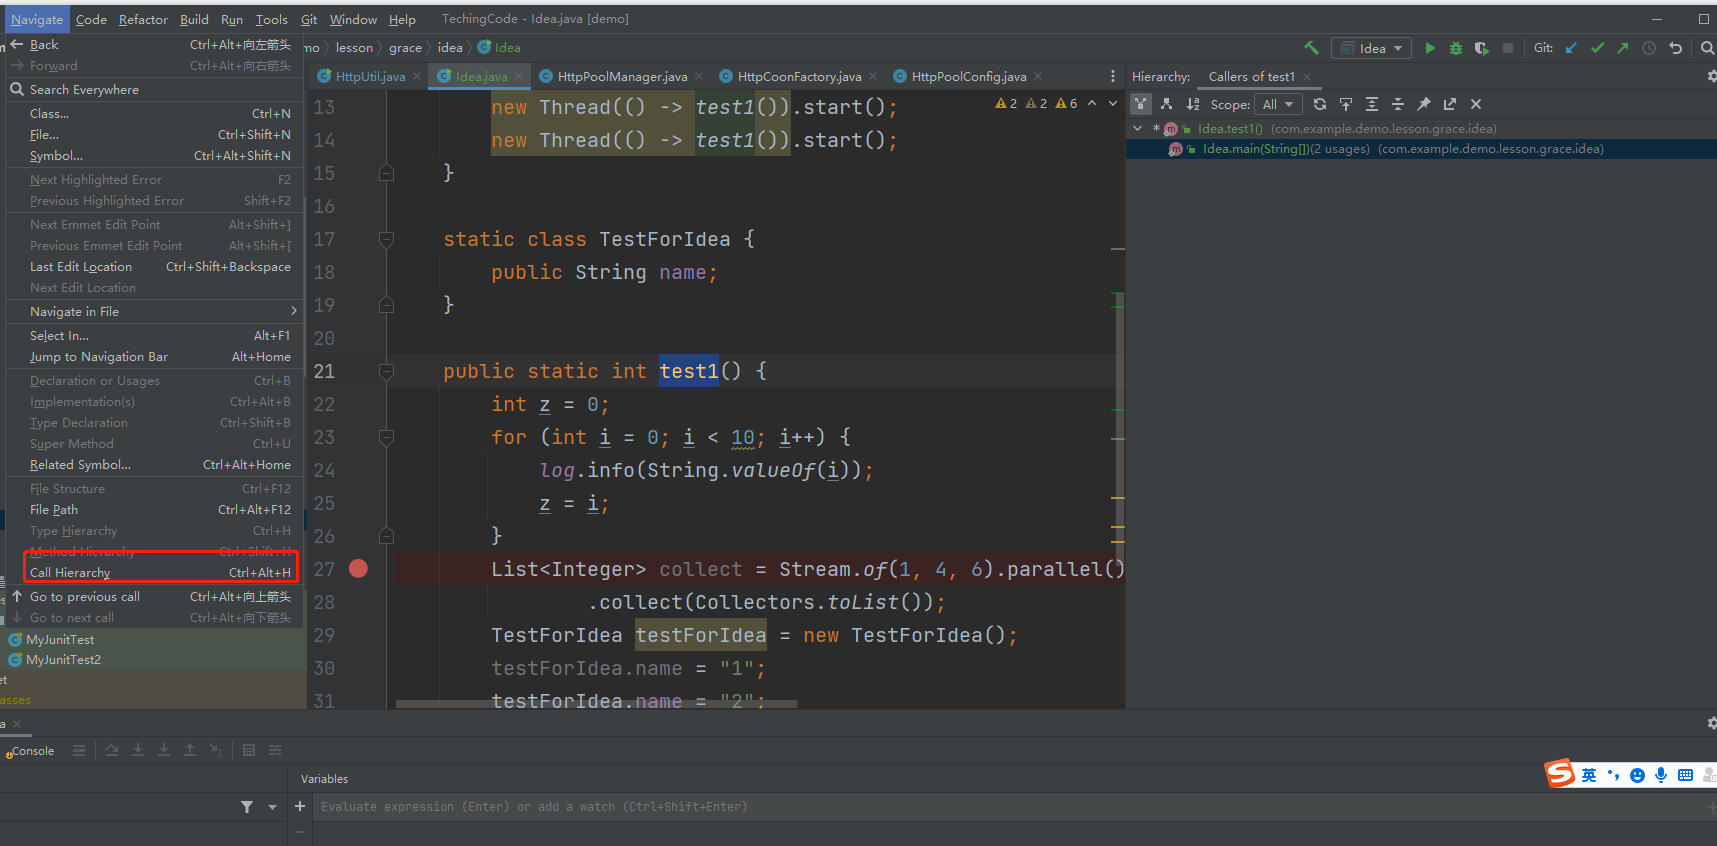 Navigate Code Refactor Build Run Tools Git Window Help TechingCode - Idea.java [demo]
mo lesson grace idea Idea Idea Git:
Back Ctrl+Alt+向左箭头
Forward Ctrl+Alt+向右箭头
Search Everywhere
Class... Ctrl+N
File... Ctrl+Shift+N
Symbol... Ctrl+Alt+Shift+N
Next Highlighted Error F2
Previous Highlighted Error Shift+F2
Next Emmet Edit Point Alt+Shift+]
Previous Emmet Edit Point Alt+Shift+[
Last Edit Location Ctrl+Shift+Backspace
Next Edit Location
Navigate in File
Select In... Alt+F1
Jump to Navigation Bar Alt+Home
Declaration or Usages Ctrl+B
Implementation(s) Ctrl+Alt+B
Type Declaration Ctrl+Shift+B
Super Method Ctrl+U
Related Symbol... Ctrl+Alt+Home
File Structure Ctrl+F12
File Path Ctrl+Alt+F12
Type Hierarchy Ctrl+H
Method Hierarchy Ctrl+Shift+H
Call Hierarchy Ctrl+Alt+H
Go to previous call Ctrl+Alt+向上箭头
Go to next call Ctrl+Alt+向下箭头
MyJunitTest
MyJunitTest2
et
asses
HttpUtil.java Idea.java HttpPoolManager.java HttpCoonFactory.java HttpPoolConfig.java
2 2 6
13 new Thread(() -> test1()).start();
14 new Thread(() -> test1()).start();
15 }
16
17 static class TestForIdea {
18 public String name;
19 }
20
21 public static int test1() {
22 int z = 0;
23 for (int i = 0; i < 10; i++) {
24 log.info(String.valueOf(i));
25 z = i;
26 }
27 List<Integer> collect = Stream.of(1, 4, 6).parallel()
28 .collect(Collectors.toList());
29 TestForIdea testForIdea = new TestForIdea();
30 testForIdea.name = "1";
31 testForIdea.name = "2";
Hierarchy: Callers of test1
Scope: All
* Idea.test1() (com.example.demo.lesson.grace.idea)
Idea.main(String[])(2 usages) (com.example.demo.lesson.grace.idea)
a
Console
Variables
Evaluate expression (Enter) or add a watch (Ctrl+Shift+Enter)
英